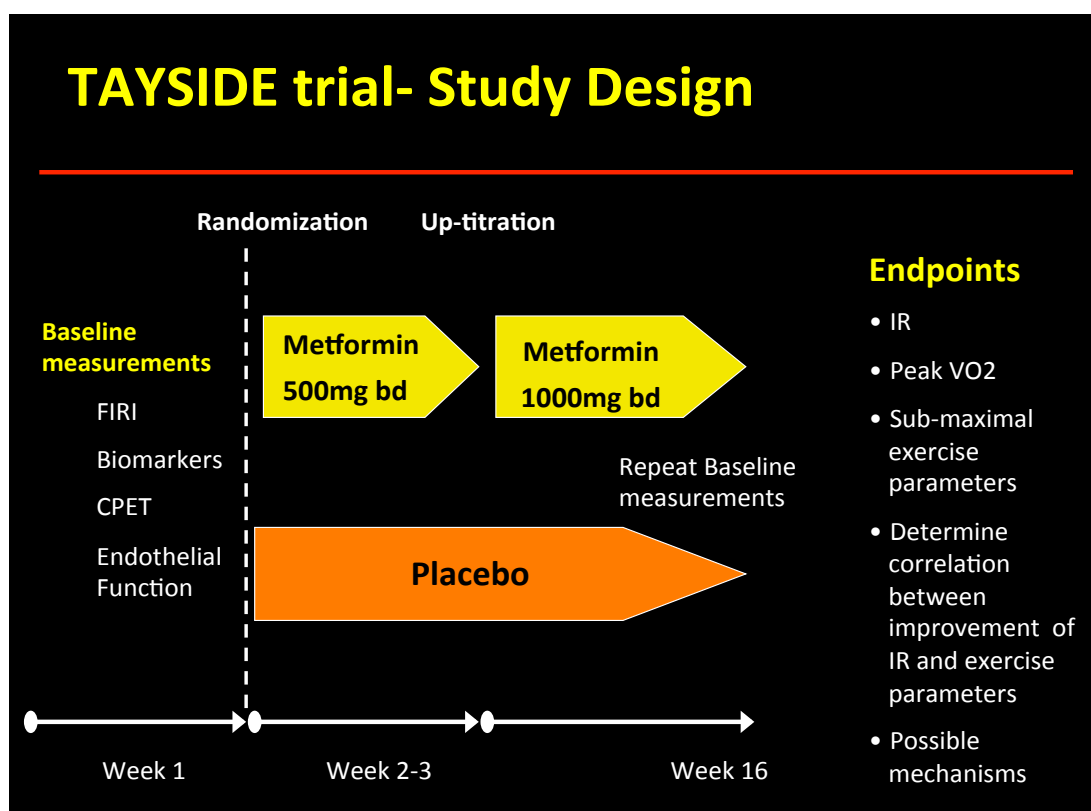 TAYSIDE trial- Study Design
Randomization
Up-titration
Baseline
measurements
FIRI
Biomarkers
CPET
Endothelial
Function
Metformin
500mg bd
Metformin
1000mg bd
Repeat Baseline
measurements
Placebo
Week 1
Week 2-3
Week 16
Endpoints
• IR
• Peak VO2
• Sub-maximal
exercise
parameters
• Determine
correlation
between
improvement of
IR and exercise
parameters
• Possible
mechanisms